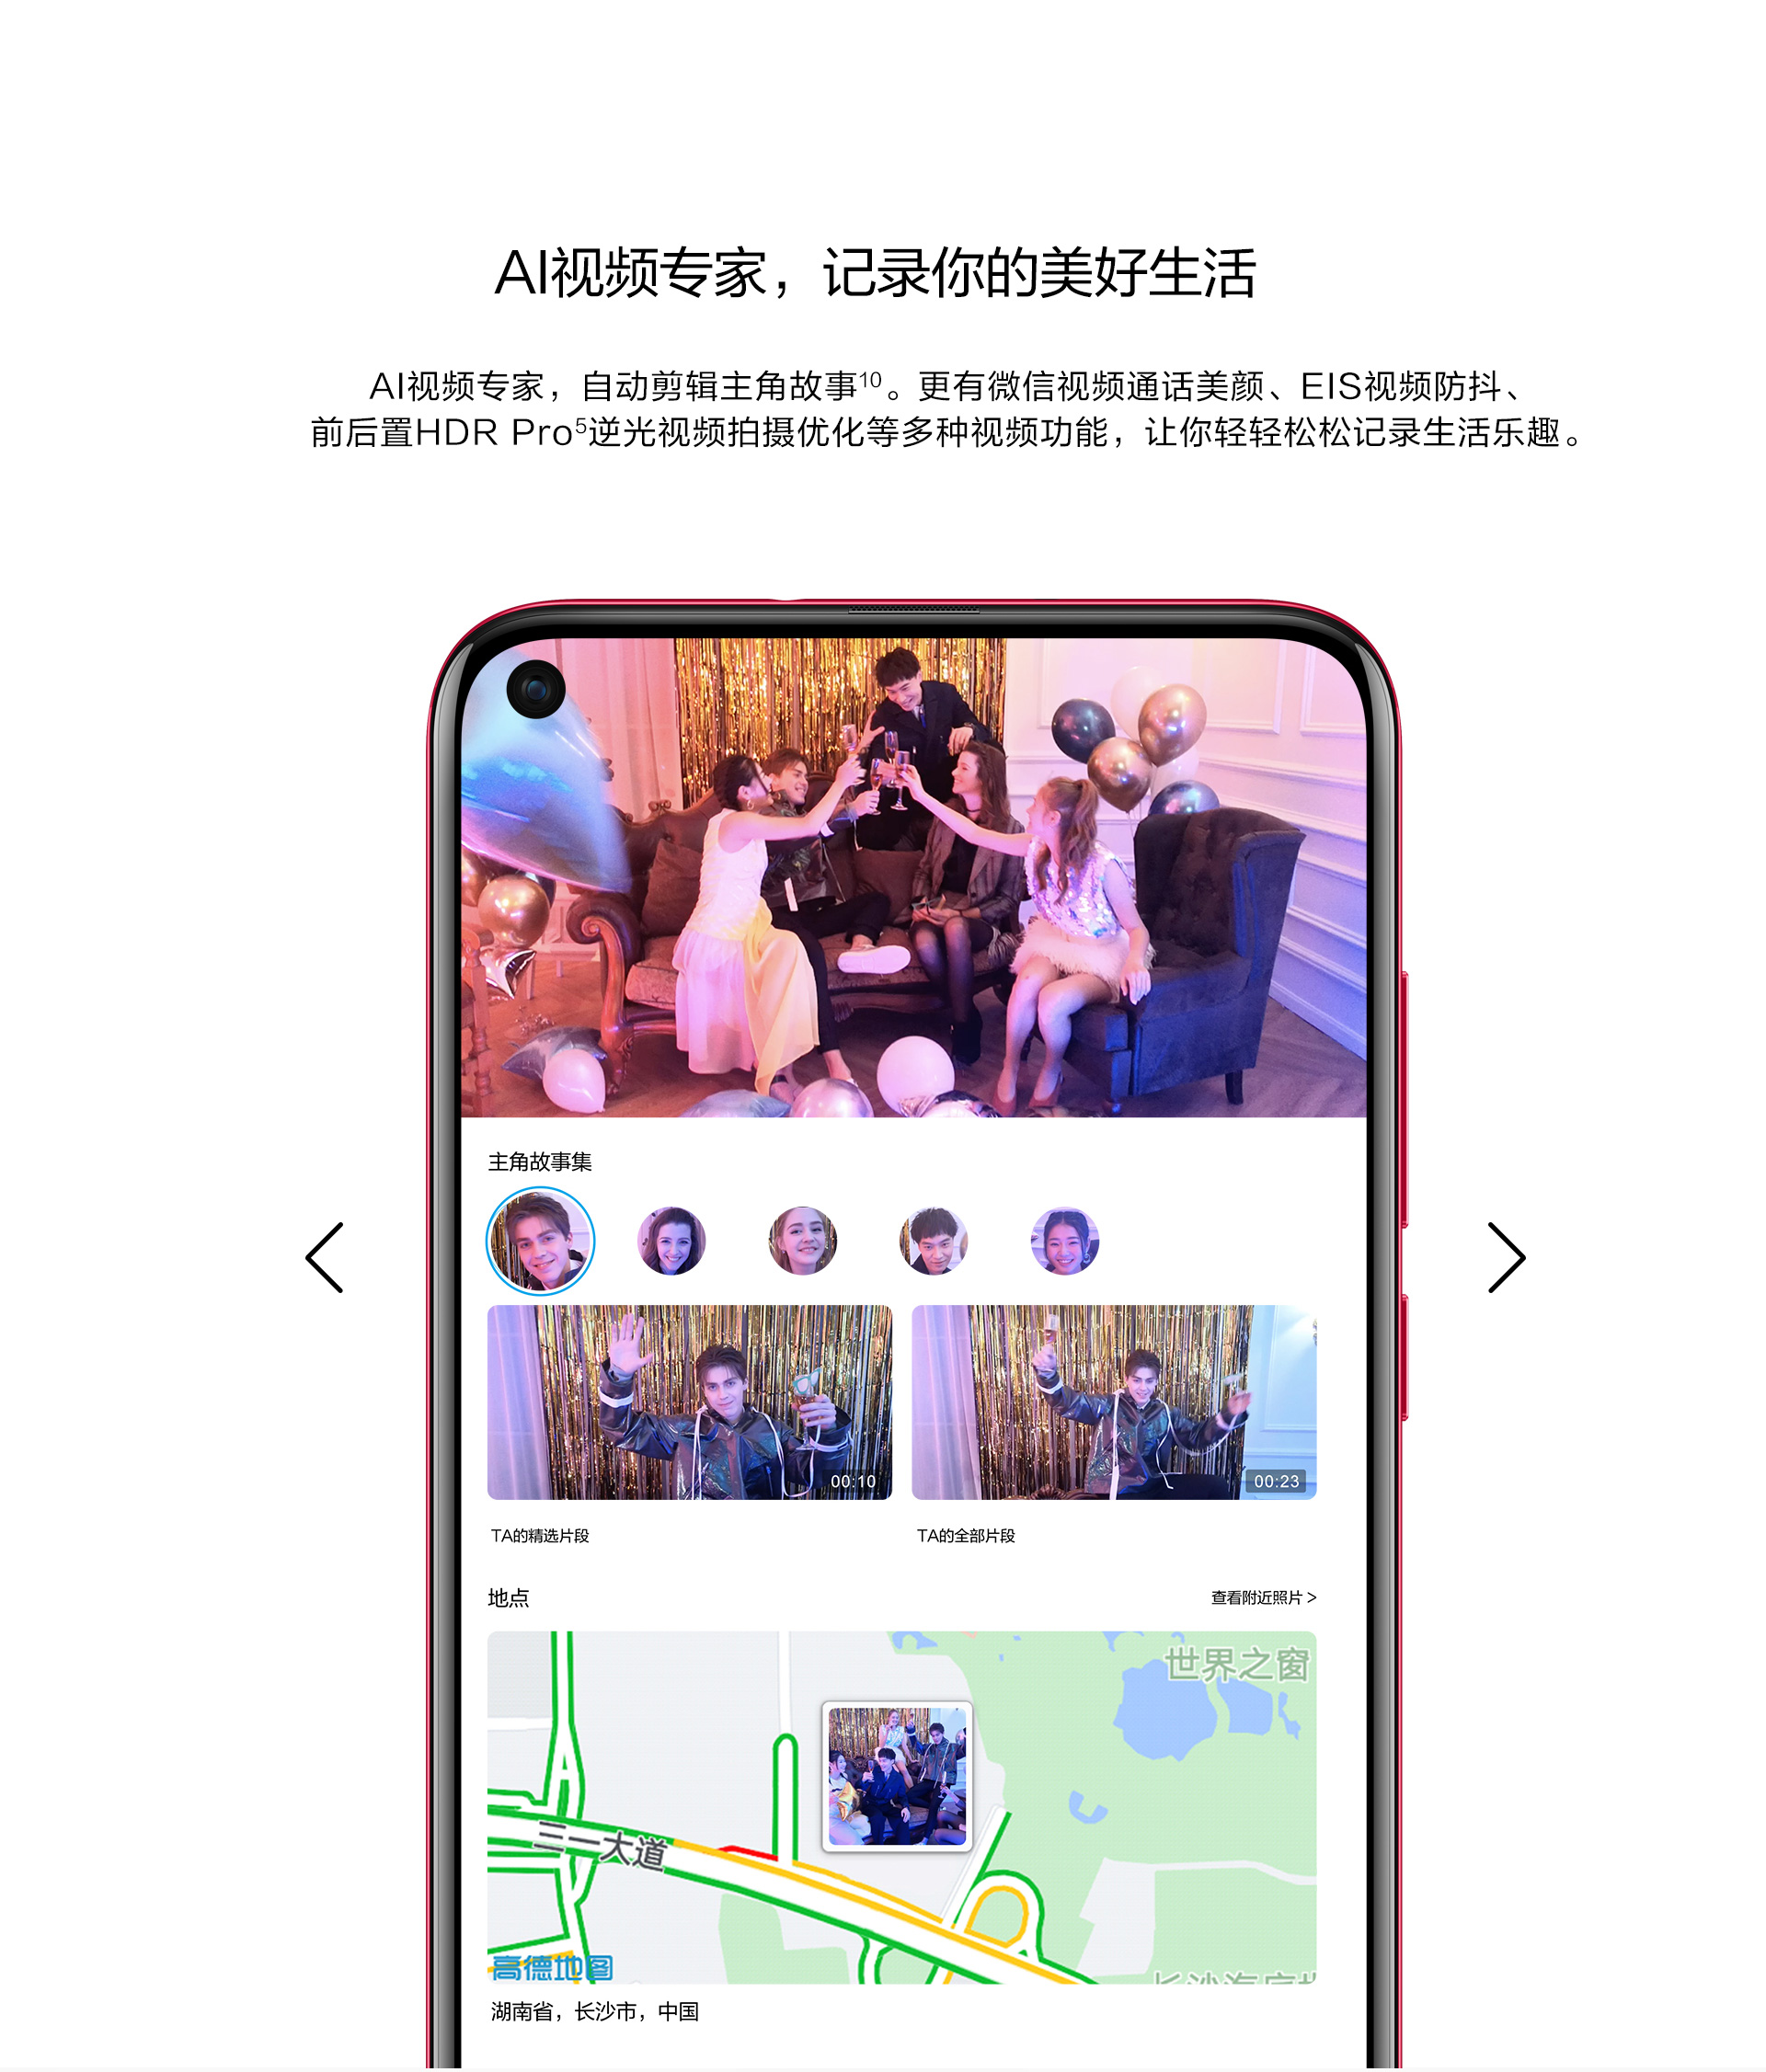 AI视频专家，记录你的美好生活
AI视频专家，自动剪辑主角故事10。更有微信视频通话美颜、EIS视频防抖、
前后置HDR Pro5逆光视频拍摄优化等多种视频功能，让你轻轻松松记录生活乐趣。
主角故事集
00:10
00:23
TA的精选片段
TA的全部片段
地点
查看附近照片 >
世界之窗
三一大道
高德地图
湖南省，长沙市，中国